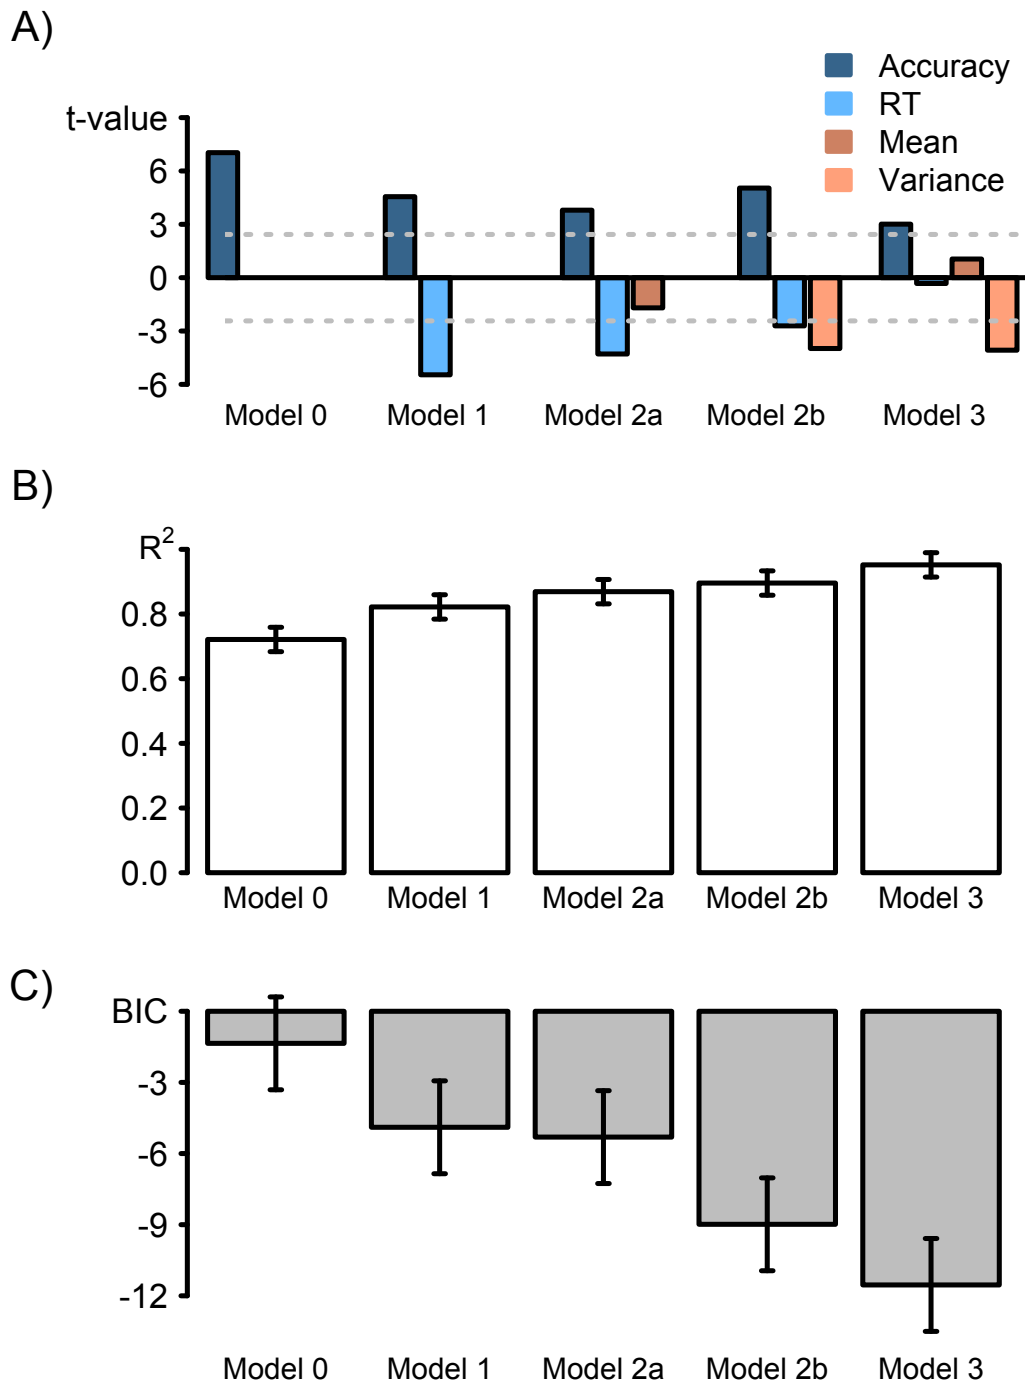 A)
Accuracy
RT
Mean
Variance
t-value
6
3
0
-3
-6
Model 0 Model 1 Model 2a Model 2b Model 3
B)
R²
0.8
0.6
0.4
0.2
0.0
Model 0 Model 1 Model 2a Model 2b Model 3
C)
BIC
-3
-6
-9
-12
Model 0 Model 1 Model 2a Model 2b Model 3